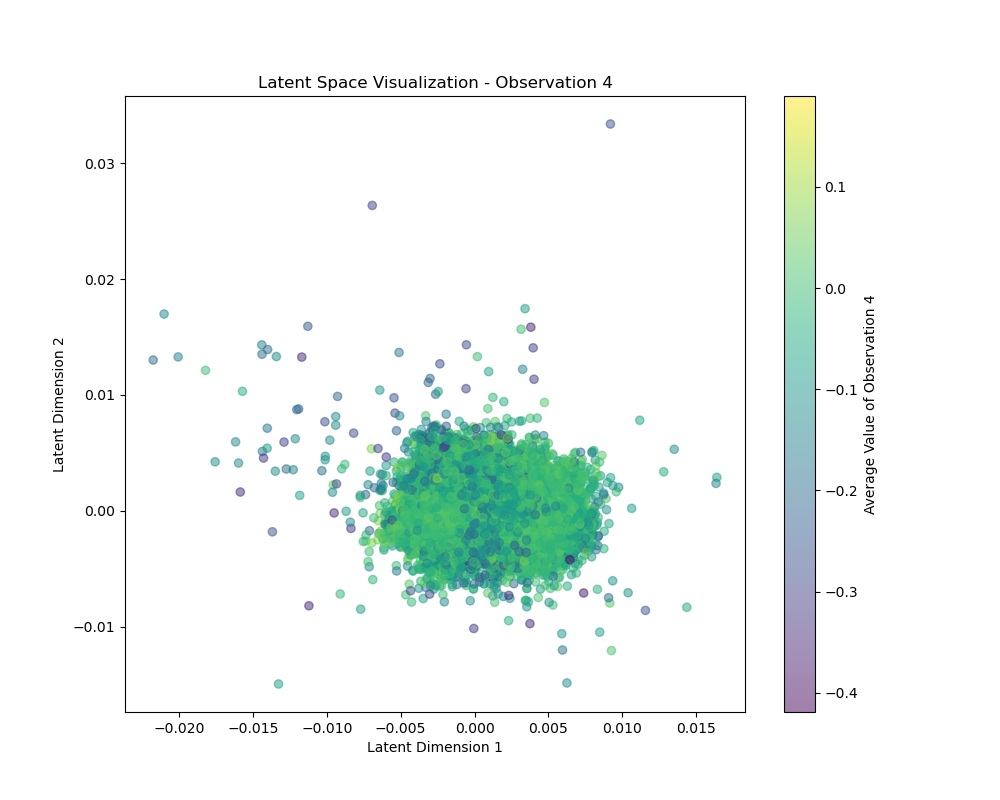 Latent Space Visualization - Observation 4
0.03
0.02
0.01
0.00
−0.01
Latent Dimension 2
−0.020 −0.015 −0.010 −0.005 0.000 0.005 0.010 0.015
Latent Dimension 1
0.1
0.0
−0.1
−0.2
−0.3
−0.4
Average Value of Observation 4